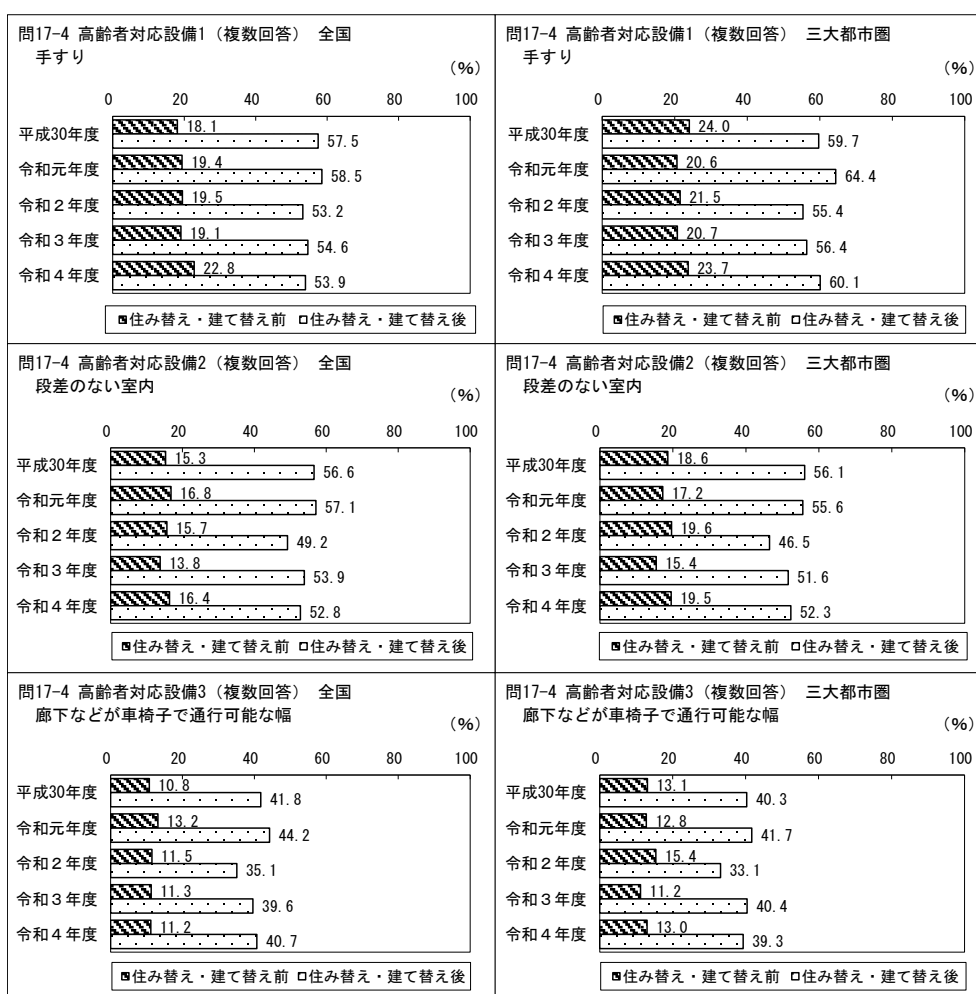 問17-4 高齢者対応設備1（複数回答）　全国
手すり
（%）
0 20 40 60 80 100
平成30年度 18.1 57.5
令和元年度 19.4 58.5
令和２年度 19.5 53.2
令和３年度 19.1 54.6
令和４年度 22.8 53.9
住み替え・建て替え前 住み替え・建て替え後
問17-4 高齢者対応設備1（複数回答）　三大都市圏
手すり
（%）
0 20 40 60 80 100
平成30年度 24.0 59.7
令和元年度 20.6 64.4
令和２年度 21.5 55.4
令和３年度 20.7 56.4
令和４年度 23.7 60.1
住み替え・建て替え前 住み替え・建て替え後
問17-4 高齢者対応設備2（複数回答）　全国
段差のない室内
（%）
0 20 40 60 80 100
平成30年度 15.3 56.6
令和元年度 16.8 57.1
令和２年度 15.7 49.2
令和３年度 13.8 53.9
令和４年度 16.4 52.8
住み替え・建て替え前 住み替え・建て替え後
問17-4 高齢者対応設備2（複数回答）　三大都市圏
段差のない室内
（%）
0 20 40 60 80 100
平成30年度 18.6 56.1
令和元年度 17.2 55.6
令和２年度 19.6 46.5
令和３年度 15.4 51.6
令和４年度 19.5 52.3
住み替え・建て替え前 住み替え・建て替え後
問17-4 高齢者対応設備3（複数回答）　全国
廊下などが車椅子で通行可能な幅
（%）
0 20 40 60 80 100
平成30年度 10.8 41.8
令和元年度 13.2 44.2
令和２年度 11.5 35.1
令和３年度 11.3 39.6
令和４年度 11.2 40.7
住み替え・建て替え前 住み替え・建て替え後
問17-4 高齢者対応設備3（複数回答）　三大都市圏
廊下などが車椅子で通行可能な幅
（%）
0 20 40 60 80 100
平成30年度 13.1 40.3
令和元年度 12.8 41.7
令和２年度 15.4 33.1
令和３年度 11.2 40.4
令和４年度 13.0 39.3
住み替え・建て替え前 住み替え・建て替え後